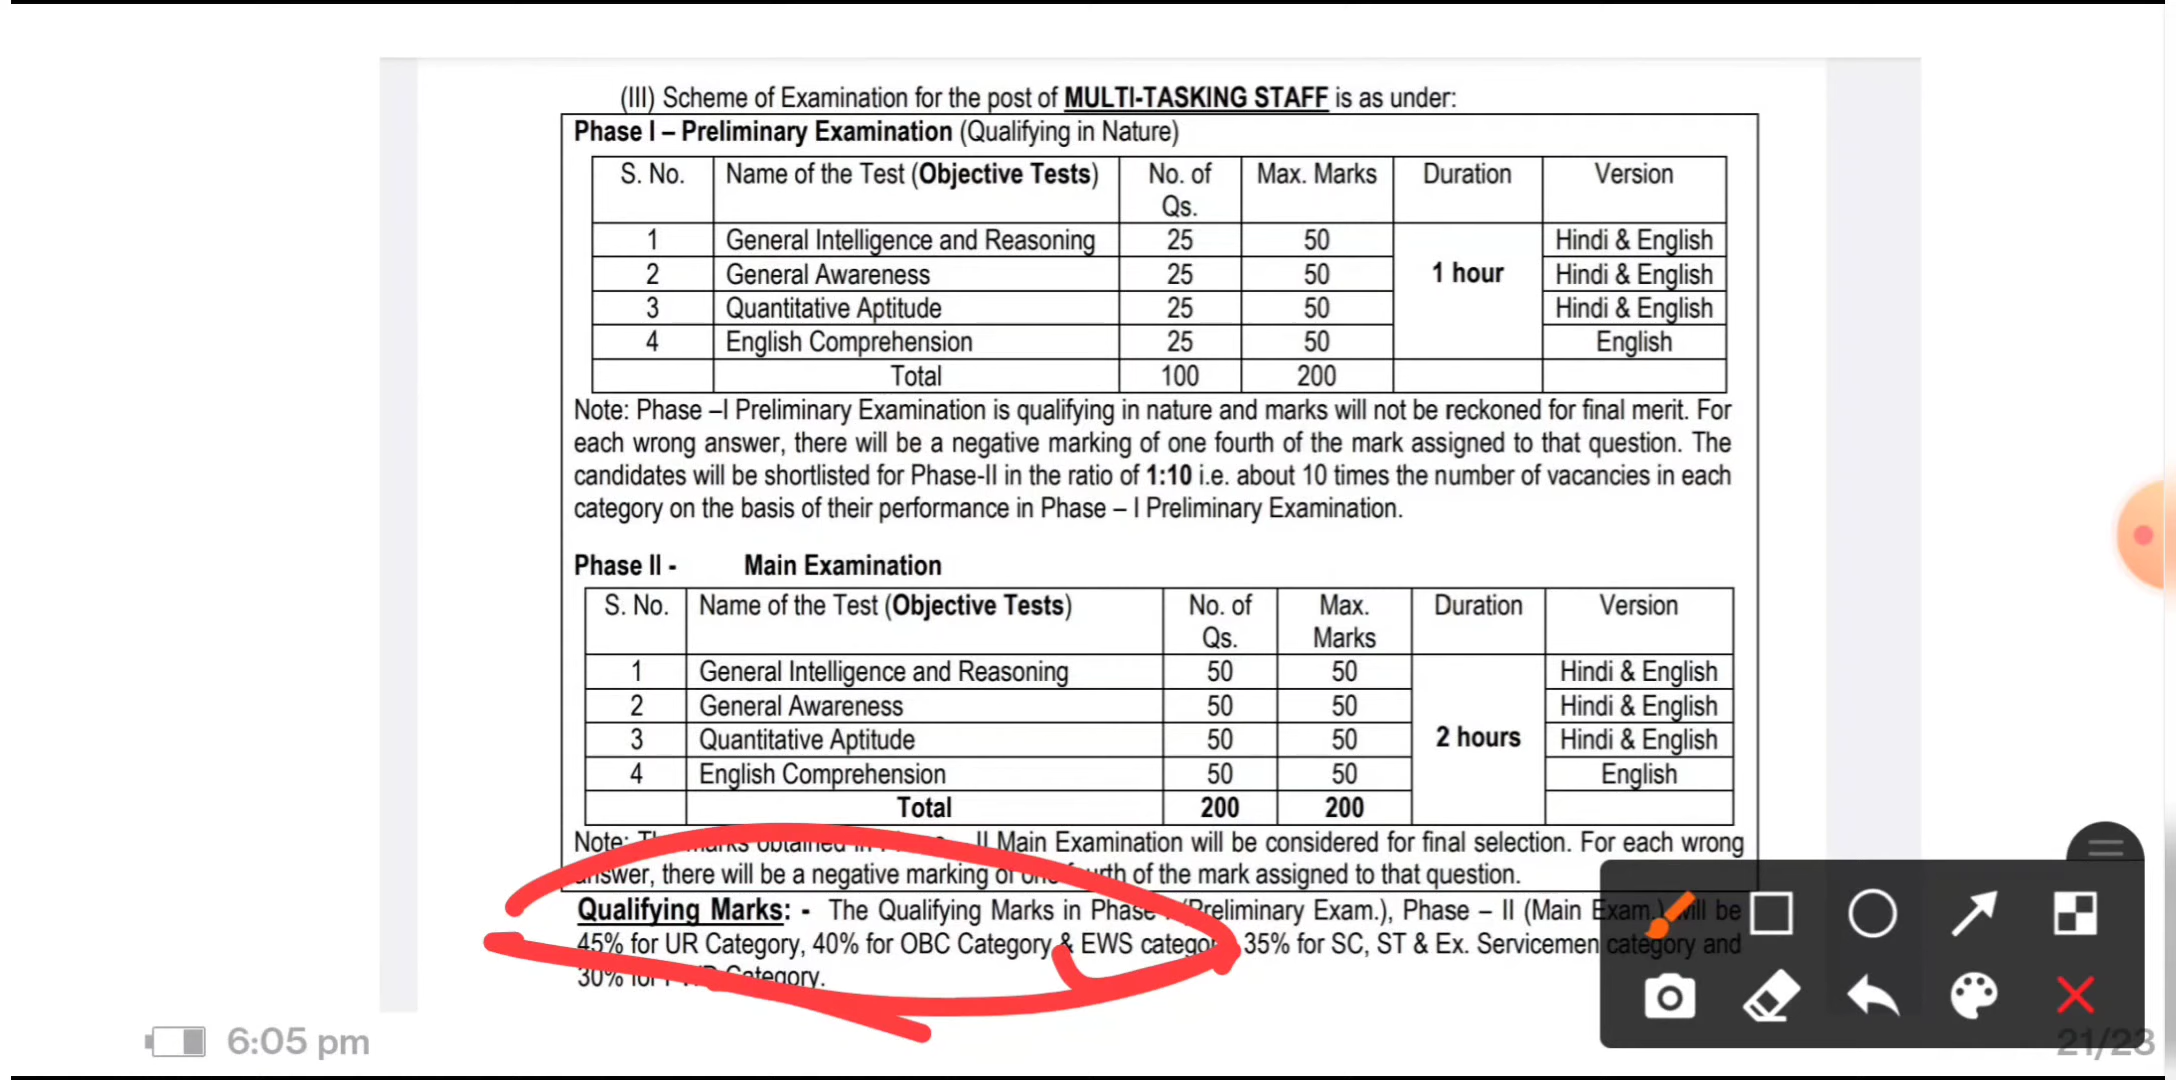 (III) Scheme of Examination for the post of MULTI-TASKING STAFF is as under:
Phase I – Preliminary Examination (Qualifying in Nature)
S. No. Name of the Test (Objective Tests) No. of Qs. Max. Marks Duration Version
1 General Intelligence and Reasoning 25 50 Hindi & English
2 General Awareness 25 50 1 hour Hindi & English
3 Quantitative Aptitude 25 50 Hindi & English
4 English Comprehension 25 50 English
Total 100 200
Note: Phase –I Preliminary Examination is qualifying in nature and marks will not be reckoned for final merit. For
each wrong answer, there will be a negative marking of one fourth of the mark assigned to that question. The
candidates will be shortlisted for Phase-II in the ratio of 1:10 i.e. about 10 times the number of vacancies in each
category on the basis of their performance in Phase – I Preliminary Examination.
Phase II - Main Examination
S. No. Name of the Test (Objective Tests) No. of Qs. Max. Marks Duration Version
1 General Intelligence and Reasoning 50 50 Hindi & English
2 General Awareness 50 50 Hindi & English
3 Quantitative Aptitude 50 50 2 hours Hindi & English
4 English Comprehension 50 50 English
Total 200 200
Note: marks obtained in II Main Examination will be considered for final selection. For each wrong
answer, there will be a negative marking of one fourth of the mark assigned to that question.
Qualifying Marks: - The Qualifying Marks in Phase (Preliminary Exam.), Phase – II (Main Exam.) will be
45% for UR Category, 40% for OBC Category & EWS category 35% for SC, ST & Ex. Servicemen category and
30% for Category.
6:05 pm
21/23